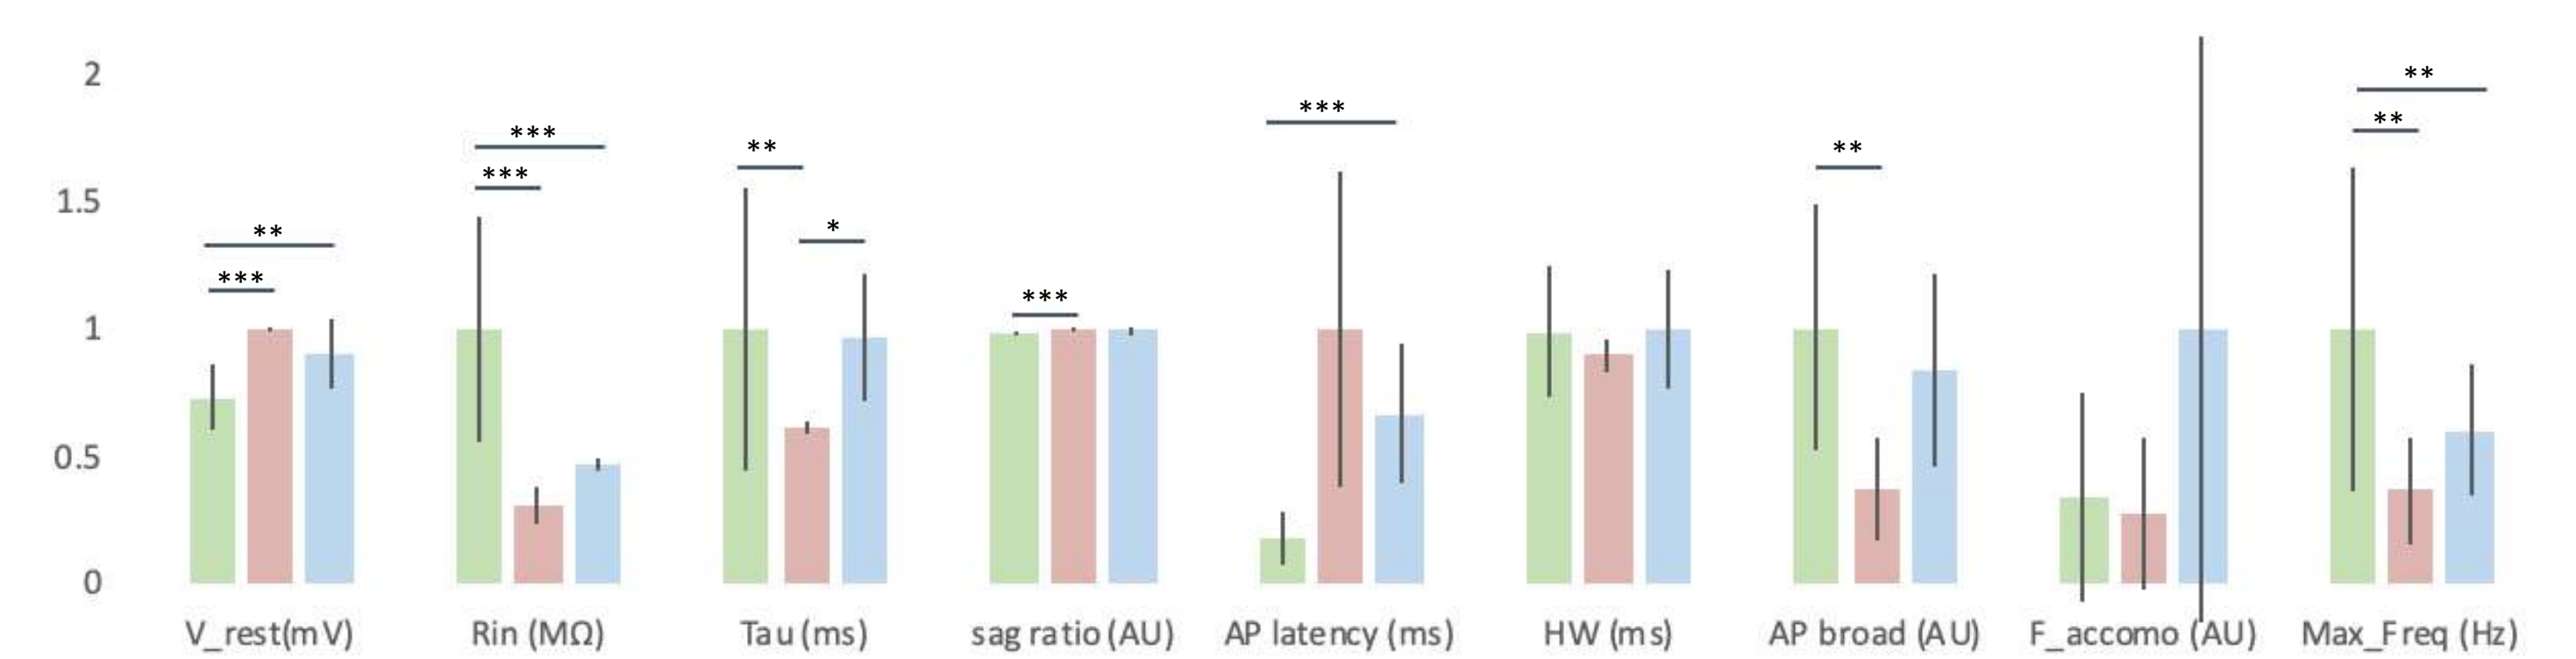 2
1.5
1
0.5
0
**
***
***
***
**
*
***
***
**
**
**
V_rest(mV)
Rin (MΩ)
Tau (ms)
sag ratio (AU)
AP latency (ms)
HW (ms)
AP broad (AU)
F_accomo (AU)
Max_Freq (Hz)